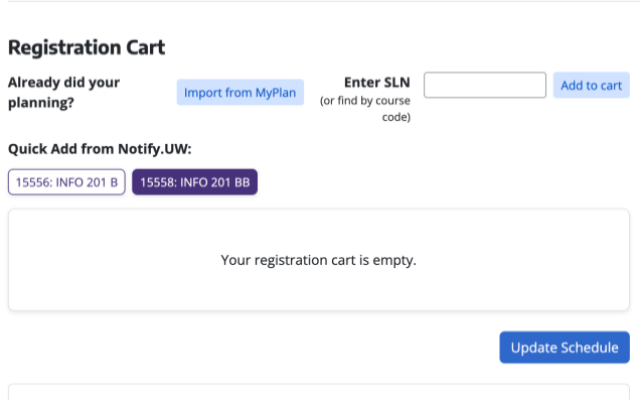 Registration Cart
Already did your
planning?
Import from MyPlan
Enter SLN
(or find by course
code)
Add to cart
Quick Add from Notify.UW:
15556: INFO 201 B
15558: INFO 201 BB
Your registration cart is empty.
Update Schedule